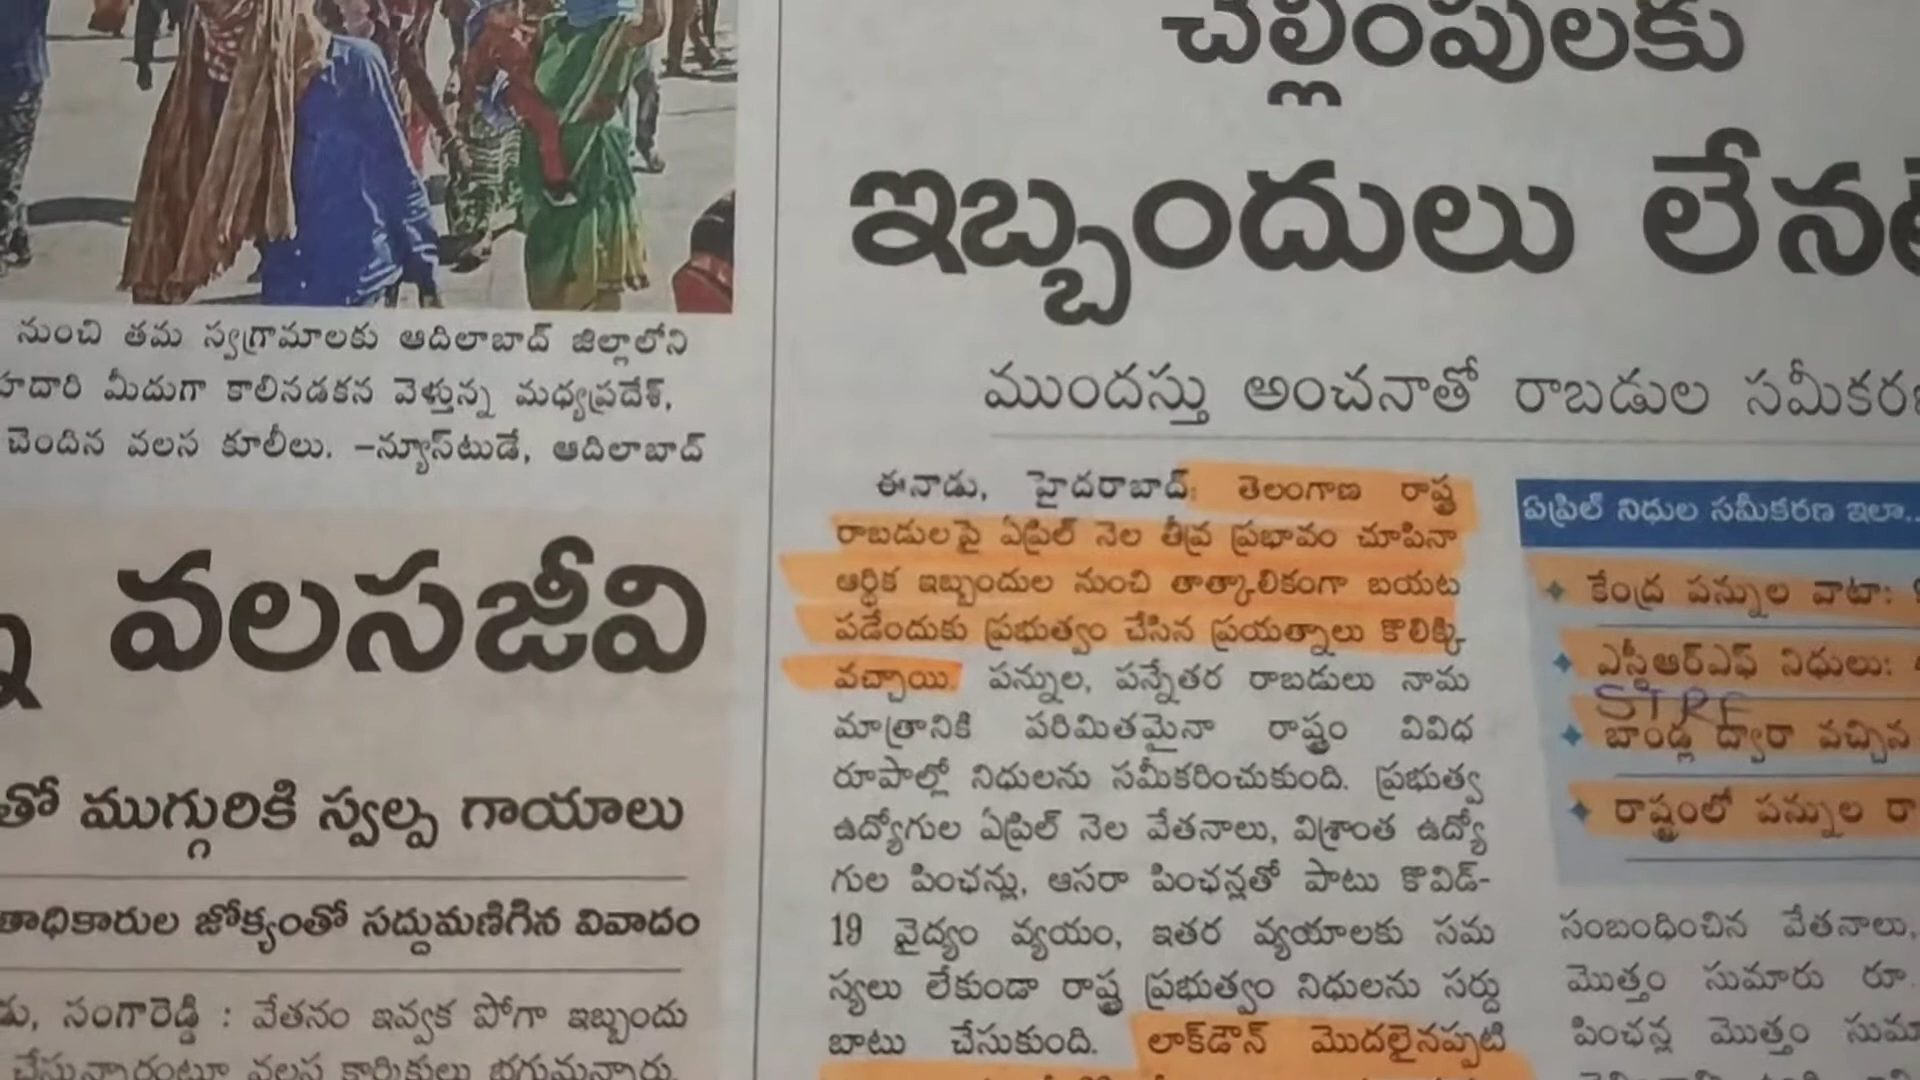 నుంచి తమ స్వగ్రామాలకు ఆదిలాబాద్ జిల్లాలోని
మీదుగా కాలినడకన వెళ్తున్న మధ్యప్రదేశ్,
చెందిన వలస కూలీలు. -న్యూస్‌టుడే, ఆదిలాబాద్
వలసజీవి
తో ముగ్గురికి స్వల్ప గాయాలు
జోక్యంతో సద్దుమణిగిన వివాదం
సంగారెడ్డి : వేతనం ఇవ్వక పోగా ఇబ్బందు
చెల్లింపులకు
ఇబ్బందులు
ముందస్తు అంచనాతో రాబడుల
ఈనాడు, హైదరాబాద్: తెలంగాణ రాష్ట్ర
రాబడులపై ఏప్రిల్ నెల తీవ్ర ప్రభావం చూపినా
ఆర్థిక ఇబ్బందుల నుంచి తాత్కాలికంగా బయట
పడేందుకు ప్రభుత్వం చేసిన ప్రయత్నాలు కొలిక్కి
వచ్చాయి. పన్నుల, పన్నేతర రాబడులు నామ
మాత్రానికి పరిమితమైనా రాష్ట్రం వివిధ
రూపాల్లో నిధులను సమీకరించుకుంది. ప్రభుత్వ
ఉద్యోగుల ఏప్రిల్ నెల వేతనాలు, విశ్రాంత ఉద్యో
గుల పింఛన్లు, ఆసరా పింఛన్లతో పాటు కొవిడ్-
19 వైద్యం వ్యయం, ఇతర వ్యయాలకు సమ
స్యలు లేకుండా రాష్ట్ర ప్రభుత్వం నిధులను సర్దు
బాటు చేసుకుంది. లాక్‌డౌన్ మొదలైనప్పటి
ఏప్రిల్ నిధుల సమీకరణ ఇలా..
కేంద్ర పన్నుల వాటా:
ఎస్టీఆర్ఎఫ్ నిధులు:
STRF
బాండ్ల ద్వారా వచ్చిన
రాష్ట్రంలో పన్నుల రా
సంబంధించిన వేతనాలు,
మొత్తం సుమారు రూ.
పింఛన్ల మొత్తం